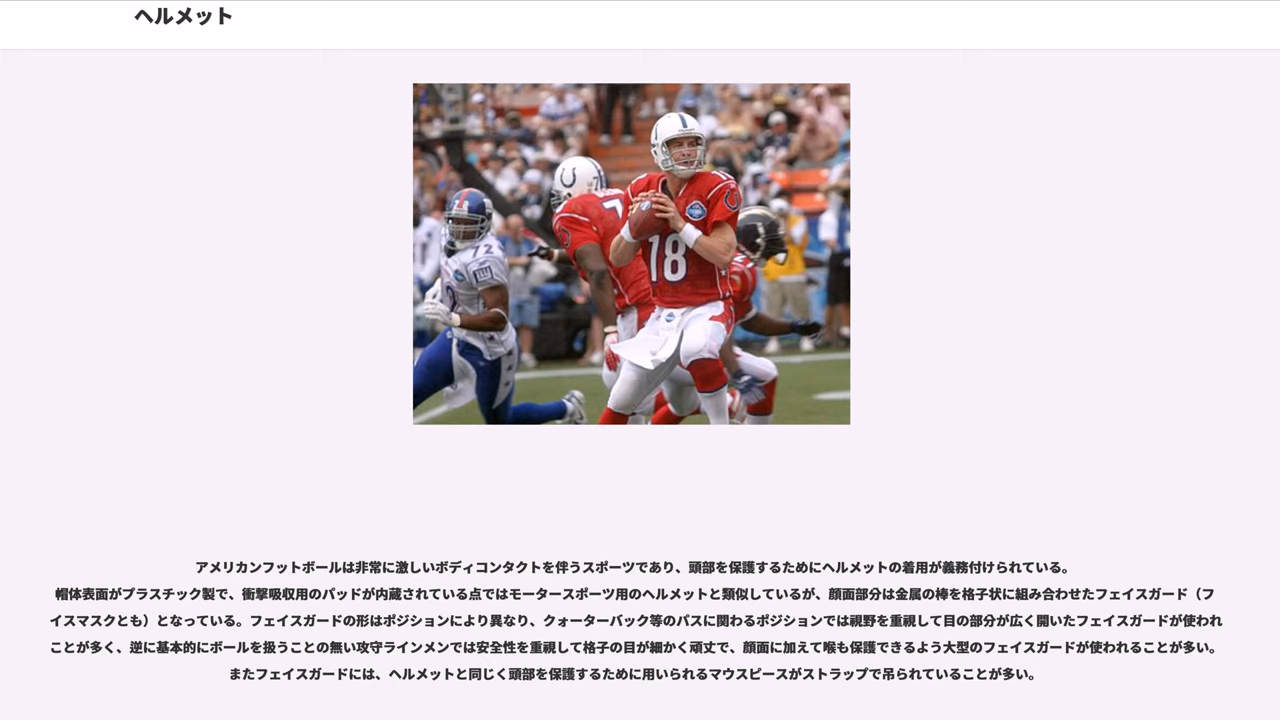 ヘルメット
18
72
アメリカンフットボールは非常に激しいボディコンタクトを伴うスポーツであり、頭部を保護するためにヘルメットの着用が義務付けられている。
帽体表面がプラスチック製で、衝撃吸収用のパッドが内蔵されている点ではモータースポーツ用のヘルメットと類似しているが、顔面部分は金属の棒を格子状に組み合わせたフェイスガード（フ
イスマスクとも）となっている。フェイスガードの形はポジションにより異なり、クォーターバック等のパスに関わるポジションでは視野を重視して目の部分が広く開いたフェイスガードが使われ
ことが多く、逆に基本的にボールを扱うことの無い攻守ラインメンでは安全性を重視して格子の目が細かく頑丈で、顔面に加えて喉も保護できるよう大型のフェイスガードが使われることが多い。
またフェイスガードには、ヘルメットと同じく頭部を保護するために用いられるマウスピースがストラップで吊られていることが多い。